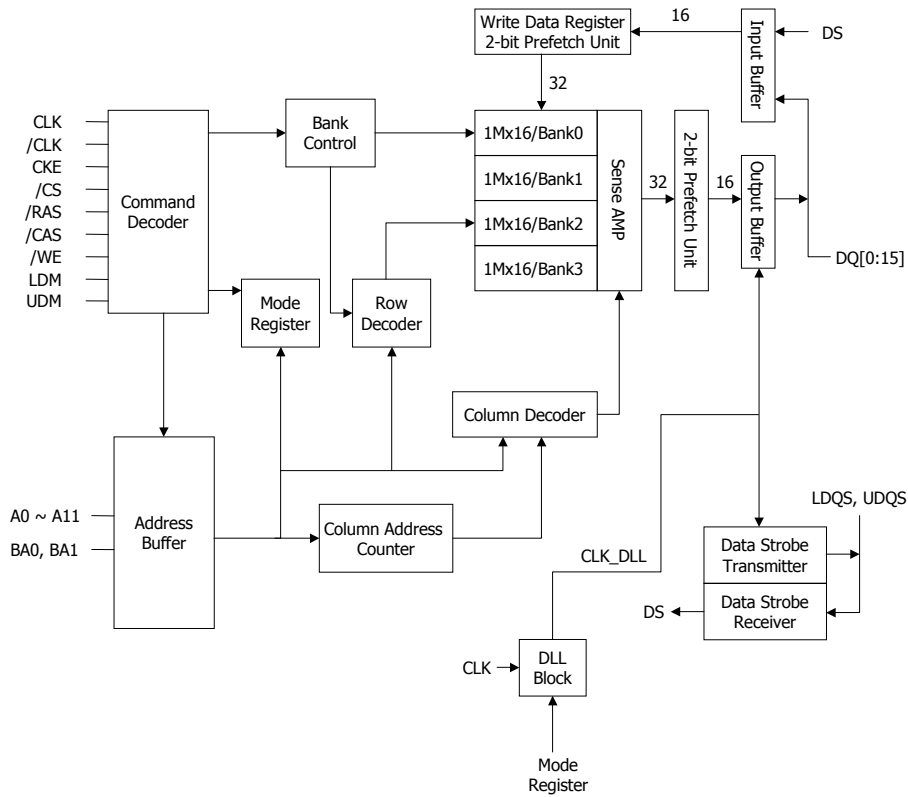 Write Data Register
2-bit Prefetch Unit
16
Input Buffer
DS
32
CLK
/CLK
CKE
/CS
/RAS
/CAS
/WE
LDM
UDM
Command
Decoder
Bank
Control
1Mx16/Bank0
1Mx16/Bank1
1Mx16/Bank2
1Mx16/Bank3
Sense AMP
32
2-bit Prefetch Unit
16
Output Buffer
DQ[0:15]
Mode
Register
Row
Decoder
Column Decoder
A0 ~ A11
BA0, BA1
Address
Buffer
Column Address
Counter
CLK_DLL
LDQS, UDQS
Data Strobe
Transmitter
Data Strobe
Receiver
DS
CLK
DLL
Block
Mode
Register